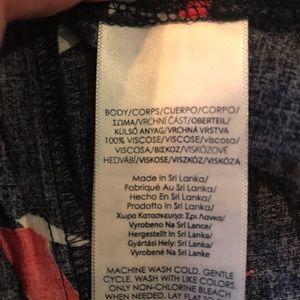 BODY/CORPS/CUERPO/CORPO/
ΣΩΜΑ/VRCHNÍ ČÁST/OBERTEIL/
KÜLSŐ ANYAG/VRCHNÁ VRSTVA
100% VISCOSE/VISCOSE/viscosa/
VISCOSA/ΒΙΣΚΟΖ/VISKÓZOVÉ
HEDVÁBÍ/VISKOSE/VISZKÓZ/VISKÓZA
Made In Sri Lanka/
Fabriqué Au Sri Lanka/
Hecho En Sri Lanka/
Prodotto In Sri Lanka/
Χωρα Κατασκευησ: Σρι Λανκα/
Vyrobeno Na Srí Lance/
Hergestellt In Sri Lanka/
Gyártási Hely: Sri Lanka/
Vyrobené Na Srí Lanke
MACHINE WASH COLD, GENTLE
CYCLE. WASH WITH LIKE COLORS
ONLY NON-CHLORINE BLEACH,
WHEN NEEDED. LAY FLAT